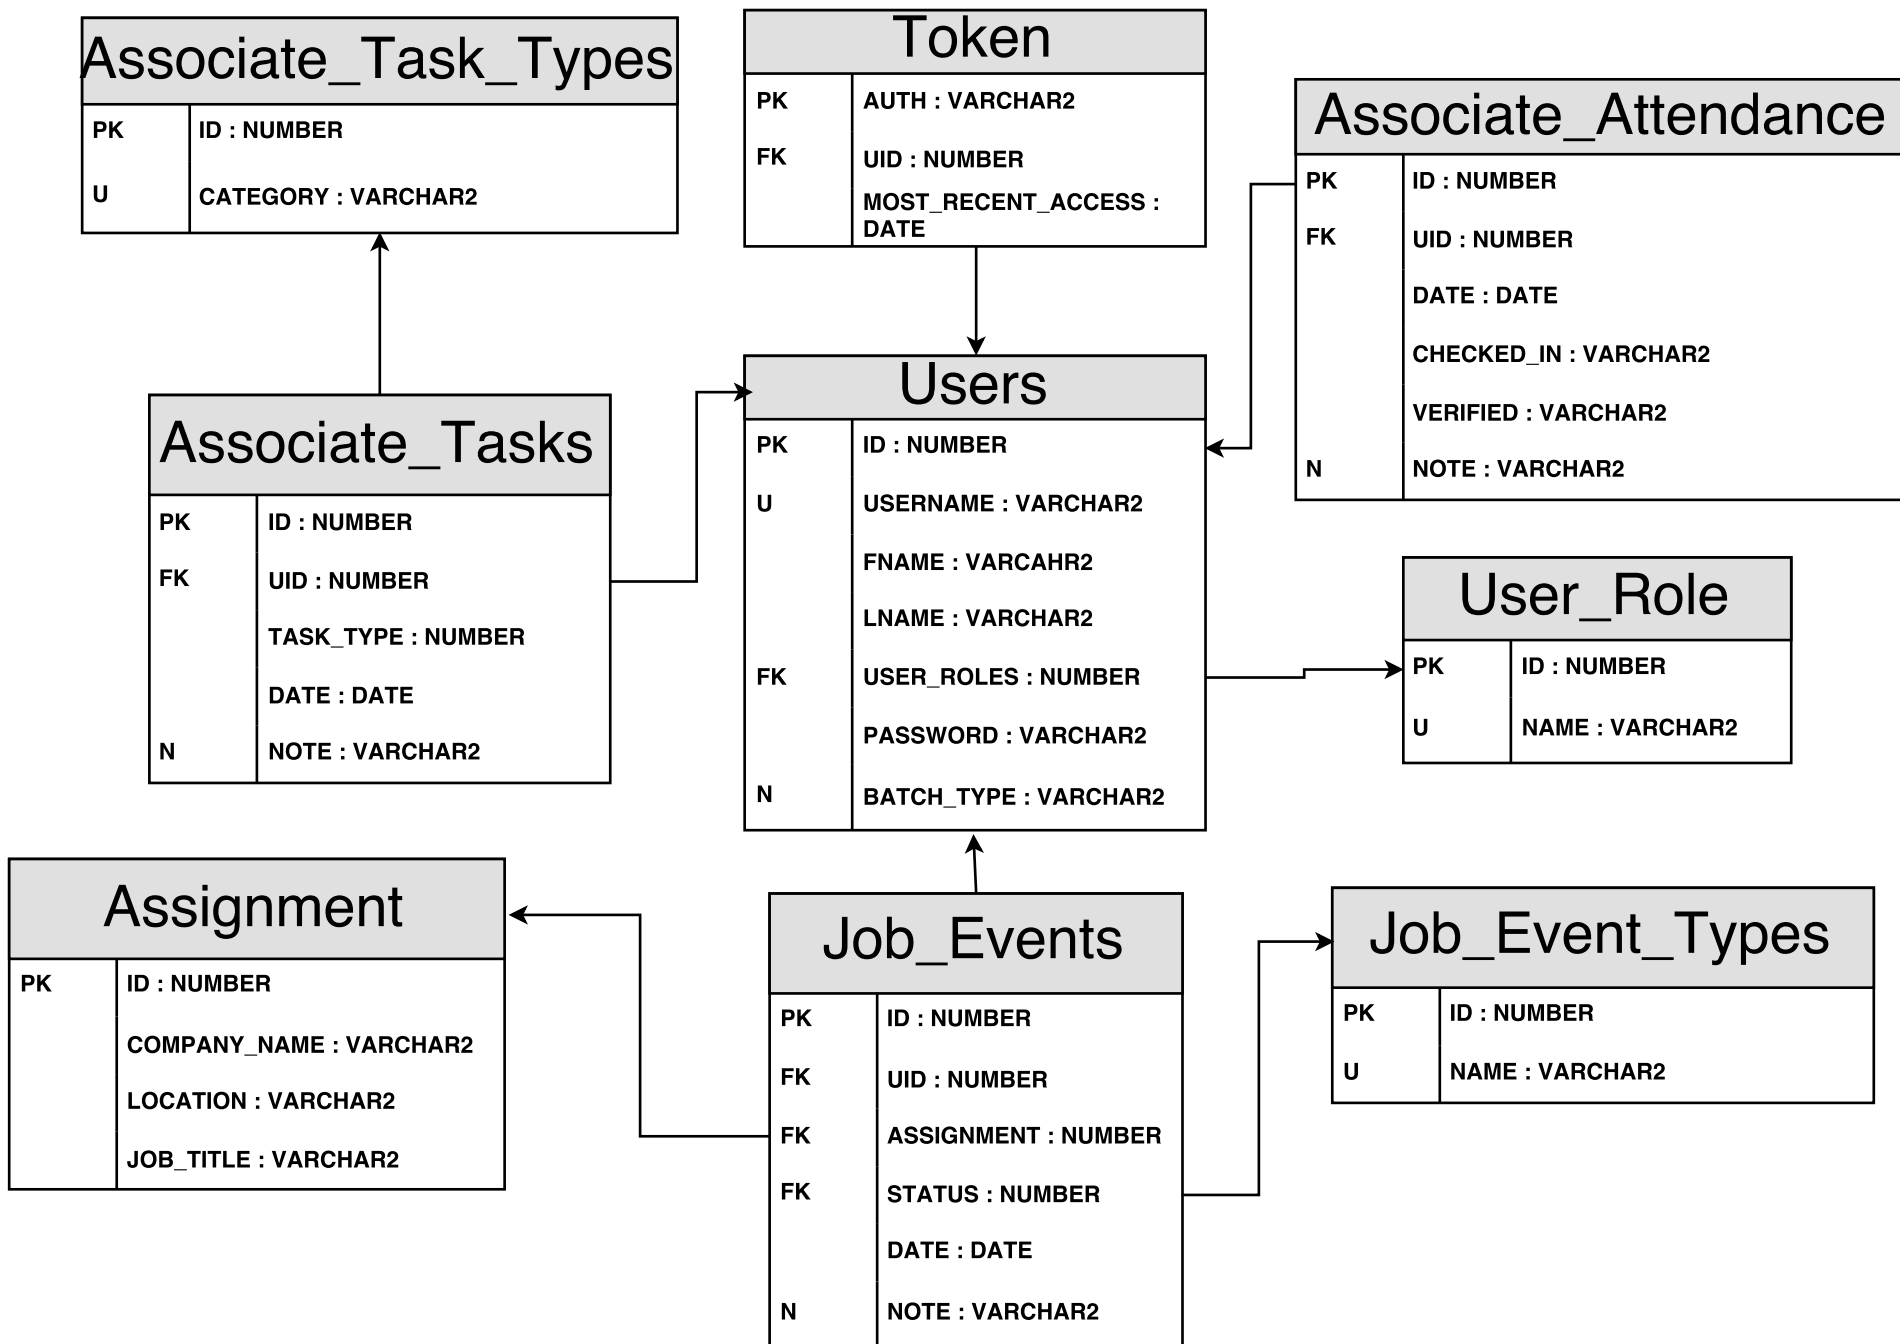 Associate_Task_Types
PK ID : NUMBER
U CATEGORY : VARCHAR2
Token
PK AUTH : VARCHAR2
FK UID : NUMBER
MOST_RECENT_ACCESS :
DATE
Associate_Attendance
PK ID : NUMBER
FK UID : NUMBER
DATE : DATE
CHECKED_IN : VARCHAR2
VERIFIED : VARCHAR2
N NOTE : VARCHAR2
Associate_Tasks
PK ID : NUMBER
FK UID : NUMBER
TASK_TYPE : NUMBER
DATE : DATE
N NOTE : VARCHAR2
Users
PK ID : NUMBER
U USERNAME : VARCHAR2
FNAME : VARCAHR2
LNAME : VARCHAR2
FK USER_ROLES : NUMBER
PASSWORD : VARCHAR2
N BATCH_TYPE : VARCHAR2
User_Role
PK ID : NUMBER
U NAME : VARCHAR2
Assignment
PK ID : NUMBER
COMPANY_NAME : VARCHAR2
LOCATION : VARCHAR2
JOB_TITLE : VARCHAR2
Job_Events
PK ID : NUMBER
FK UID : NUMBER
FK ASSIGNMENT : NUMBER
FK STATUS : NUMBER
DATE : DATE
N NOTE : VARCHAR2
Job_Event_Types
PK ID : NUMBER
U NAME : VARCHAR2